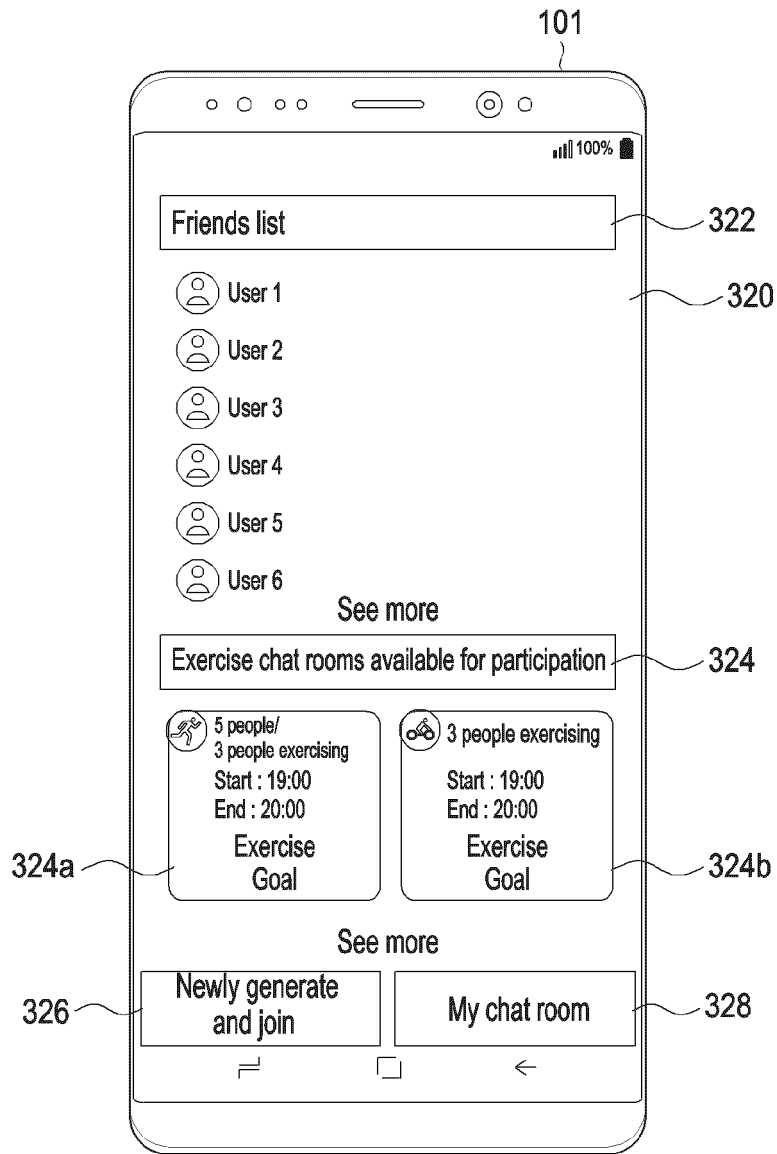 101
100%
Friends list
322
320
User 1
User 2
User 3
User 4
User 5
User 6
See more
Exercise chat rooms available for participation
324
5 people/
3 people exercising
Start : 19:00
End : 20:00
Exercise
Goal
324a
3 people exercising
Start : 19:00
End : 20:00
Exercise
Goal
324b
See more
326
Newly generate
and join
My chat room
328